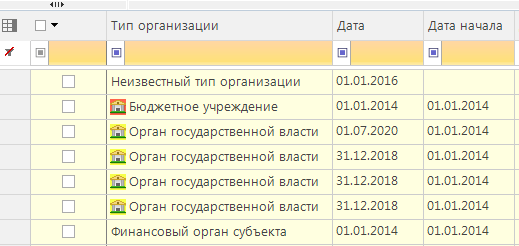 Тип организации Дата Дата начала
Неизвестный тип организации 01.01.2016
Бюджетное учреждение 01.01.2014 01.01.2014
Орган государственной власти 01.07.2020 01.01.2014
Орган государственной власти 31.12.2018 01.01.2014
Орган государственной власти 31.12.2018 01.01.2014
Орган государственной власти 31.12.2018 01.01.2014
Финансовый орган субъекта 01.01.2014 01.01.2014